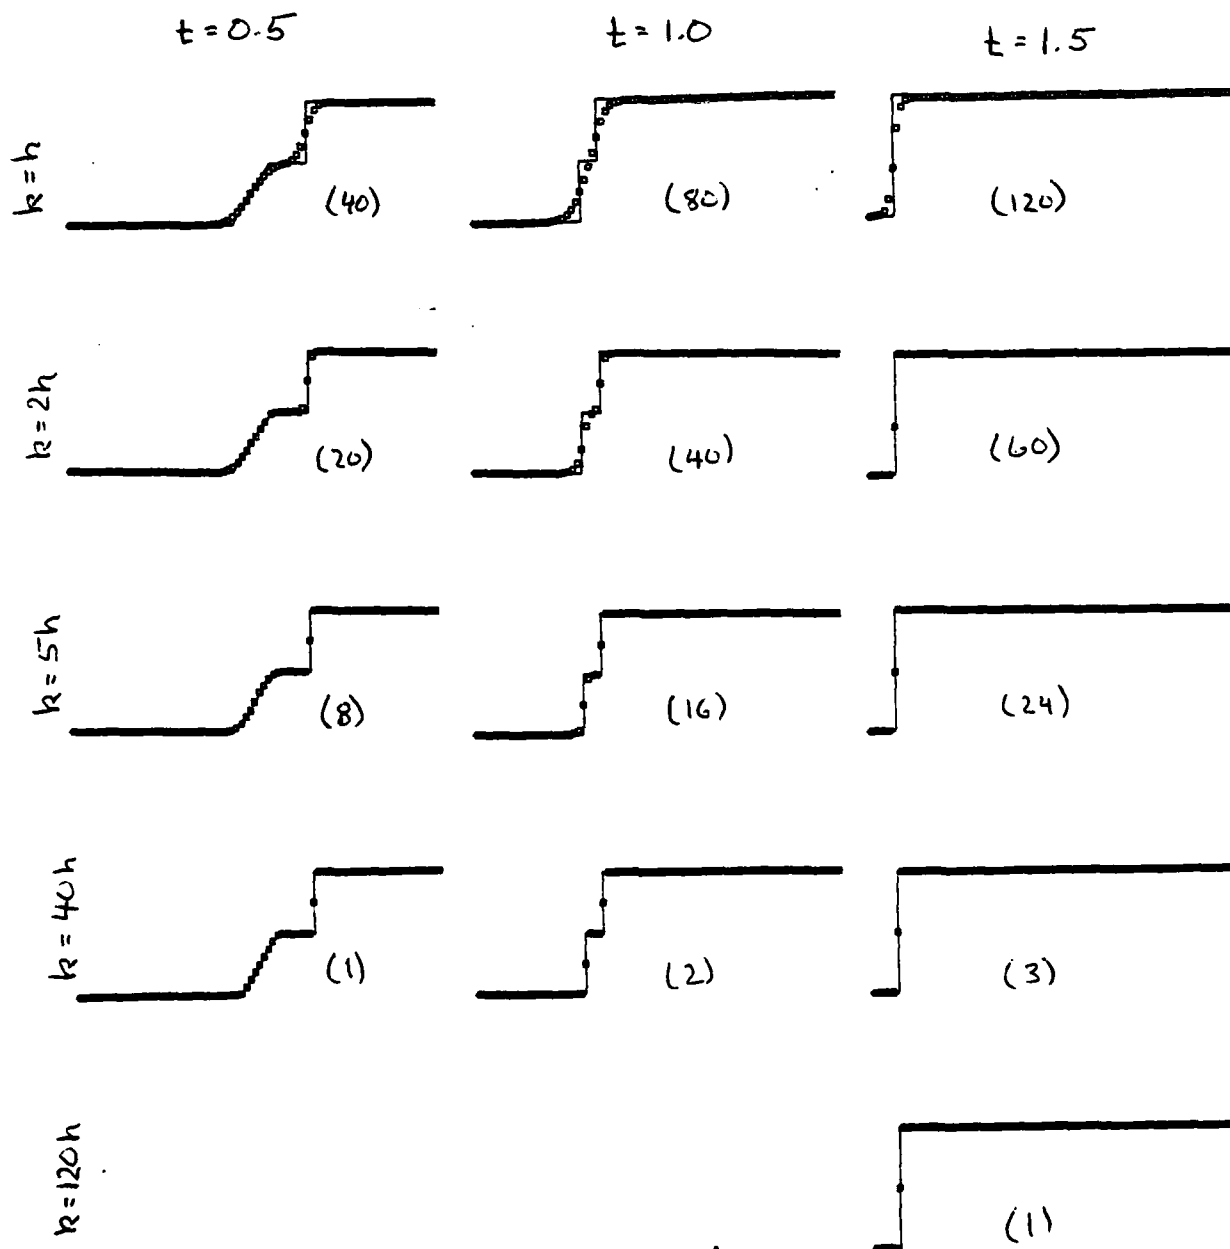 t=0.5 t=1.0 t=1.5
k=h (40) (80) (120)
k=2h (20) (40) (60)
k=5h (8) (16) (24)
k=40h (1) (2) (3)
k=120h (1)